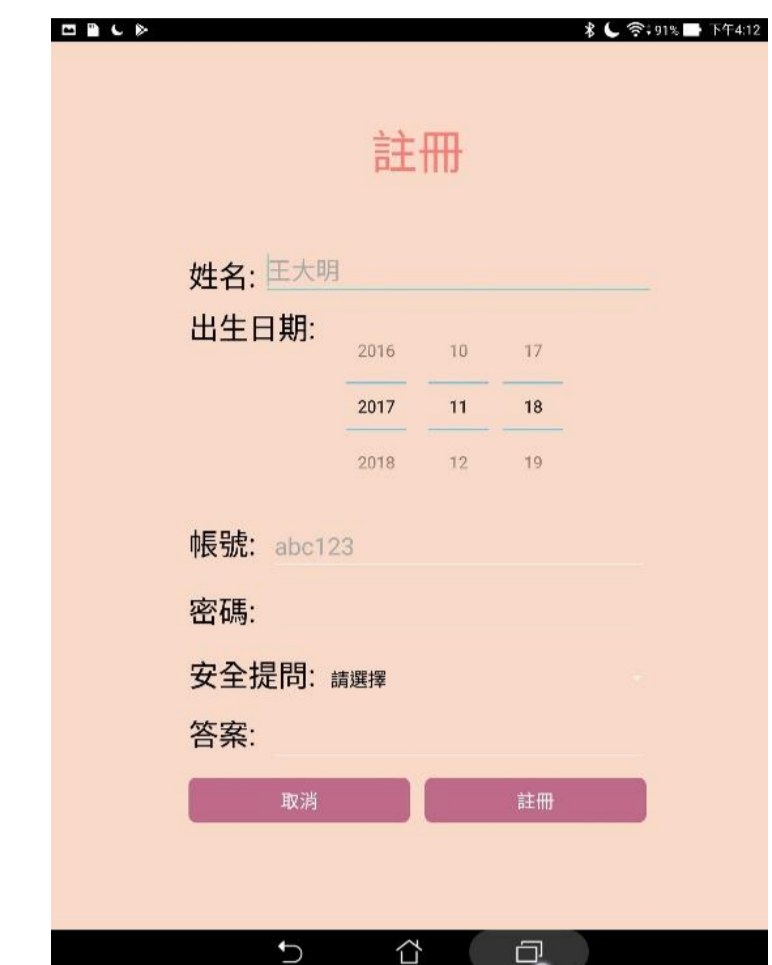 91% 下午4:12
註冊
姓名: 王大明
出生日期:
2016 10 17
2017 11 18
2018 12 19
帳號: abc123
密碼:
安全提問: 請選擇
答案:
取消 註冊